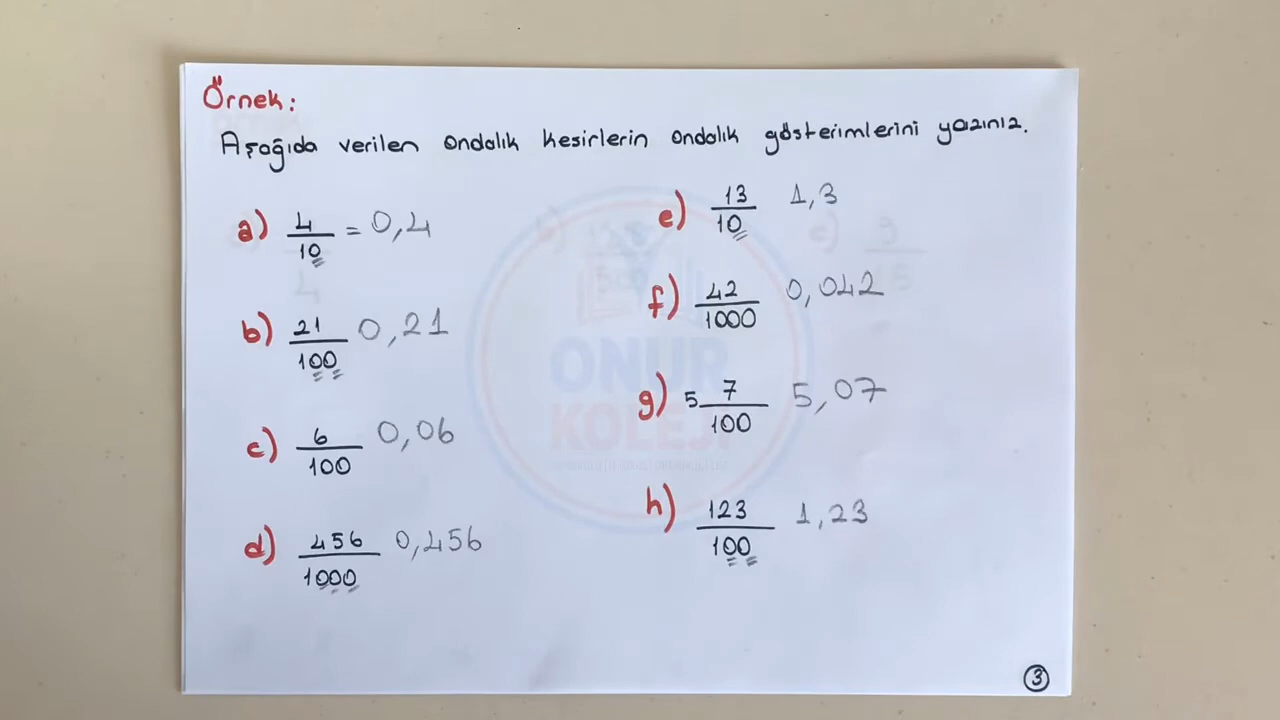 Örnek:
Aşağıda verilen ondalık kesirlerin ondalık gösterimlerini yazınız.
a) 4/10 = 0,4
b) 21/100 0,21
c) 6/100 0,06
d) 456/1000 0,456
e) 13/10 1,3
f) 42/1000 0,042
g) 5 7/100 5,07
h) 123/100 1,23
ONUR
KOLEJİ
3